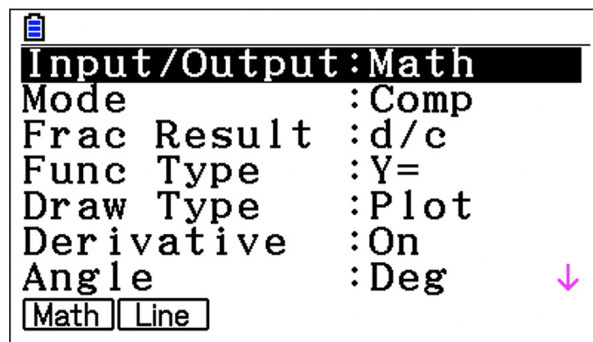 Input/Output:Math
Mode :Comp
Frac Result :d/c
Func Type :Y=
Draw Type :Plot
Derivative :On
Angle :Deg ↓
Math Line